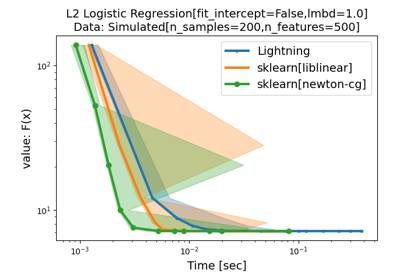 L2 Logistic Regression[fit_intercept=False,lmbd=1.0]
Data: Simulated[n_samples=200,n_features=500]
Lightning
sklearn[liblinear]
sklearn[newton-cg]
value: F(x)
10²
10¹
10⁻³
10⁻²
10⁻¹
Time [sec]